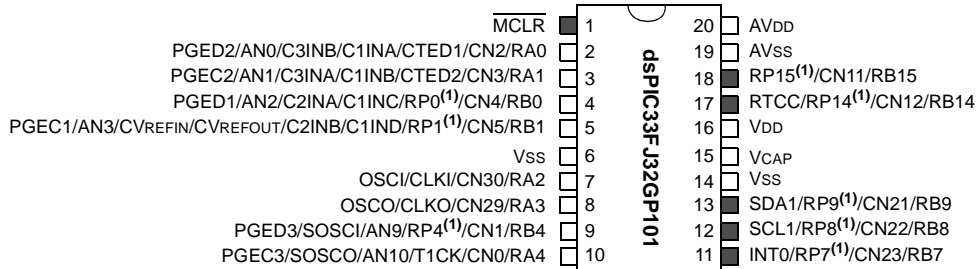 MCLR 1 20 AVDD
PGED2/AN0/C3INB/C1INA/CTED1/CN2/RA0 2 19 AVSS
PGEC2/AN1/C3INA/C1INB/CTED2/CN3/RA1 3 18 RP15(1)/CN11/RB15
PGED1/AN2/C2INA/C1INC/RP0(1)/CN4/RB0 4 17 RTCC/RP14(1)/CN12/RB14
PGEC1/AN3/CVREFIN/CVREFOUT/C2INB/C1IND/RP1(1)/CN5/RB1 5 16 VDD
VSS 6 15 VCAP
OSCI/CLKI/CN30/RA2 7 14 VSS
OSCO/CLKO/CN29/RA3 8 13 SDA1/RP9(1)/CN21/RB9
PGED3/SOSCI/AN9/RP4(1)/CN1/RB4 9 12 SCL1/RP8(1)/CN22/RB8
PGEC3/SOSCO/AN10/T1CK/CN0/RA4 10 11 INT0/RP7(1)/CN23/RB7
dsPIC33FJ32GP101